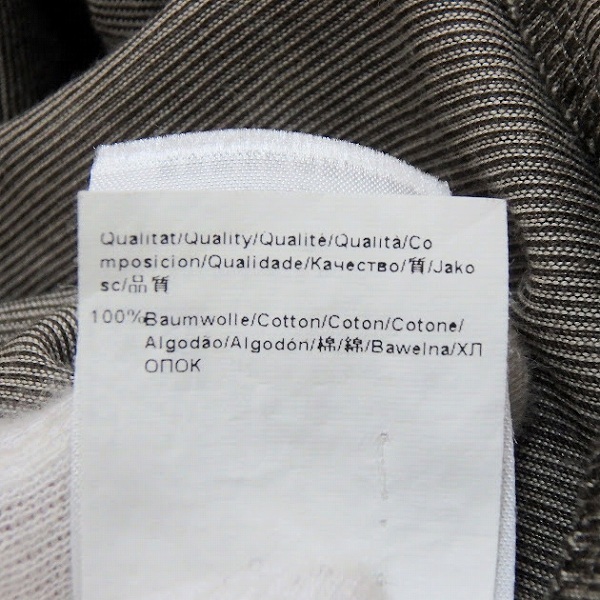 Qualitat/Quality/Qualité/Qualità/Co
mposicion/Qualidade/Качество/質/Jako
sc/品質
100% Baumwolle/Cotton/Coton/Cotone/
Algodão/Algodón/棉/綿/Bawelna/ХЛ
ОПОК